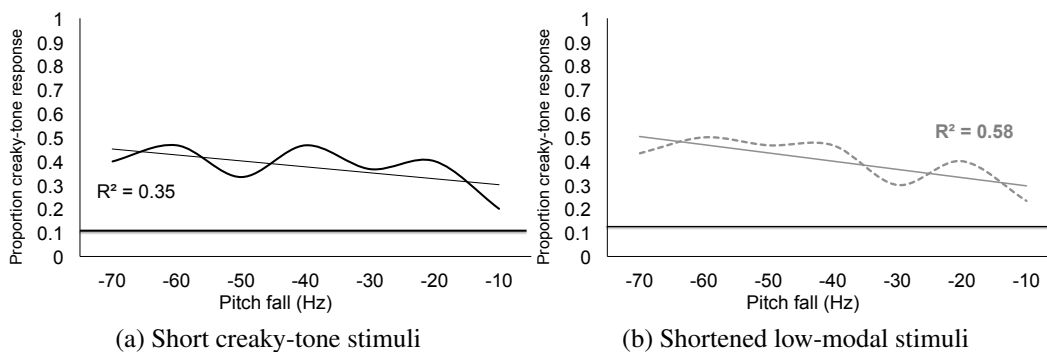 Proportion creaky-tone response
1
0.9
0.8
0.7
0.6
0.5
0.4
0.3
0.2
0.1
0
R² = 0.35
-70 -60 -50 -40 -30 -20 -10
Pitch fall (Hz)
(a) Short creaky-tone stimuli
Proportion creaky-tone response
1
0.9
0.8
0.7
0.6
0.5
0.4
0.3
0.2
0.1
0
R² = 0.58
-70 -60 -50 -40 -30 -20 -10
Pitch fall (Hz)
(b) Shortened low-modal stimuli